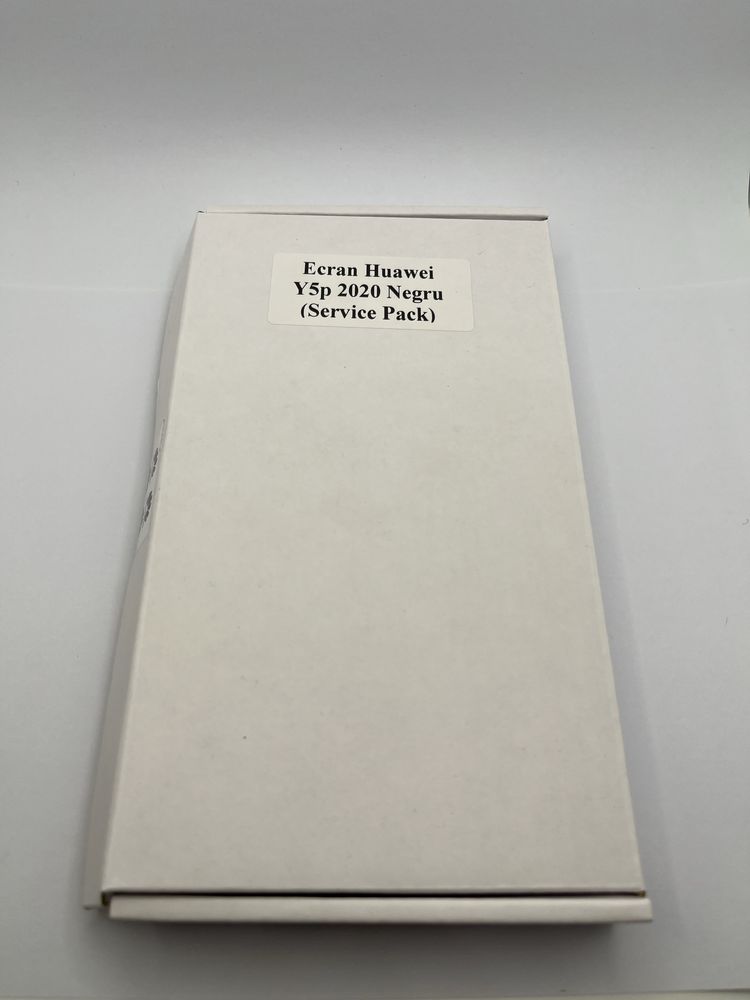 Ecran Huawei
Y5p 2020 Negru
(Service Pack)